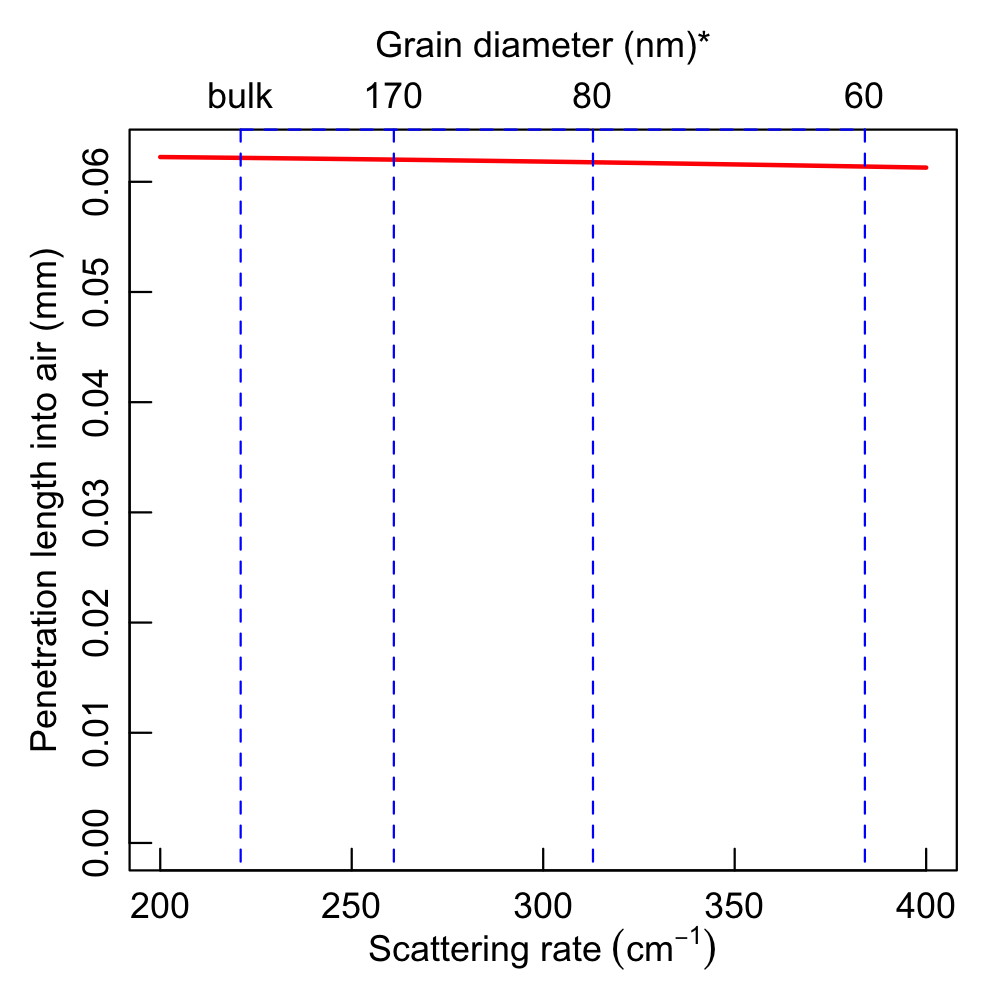 Grain diameter (nm)*
bulk 170 80 60
Penetration length into air (mm)
0.06
0.05
0.04
0.03
0.02
0.01
0.00
200 250 300 350 400
Scattering rate (cm⁻¹)